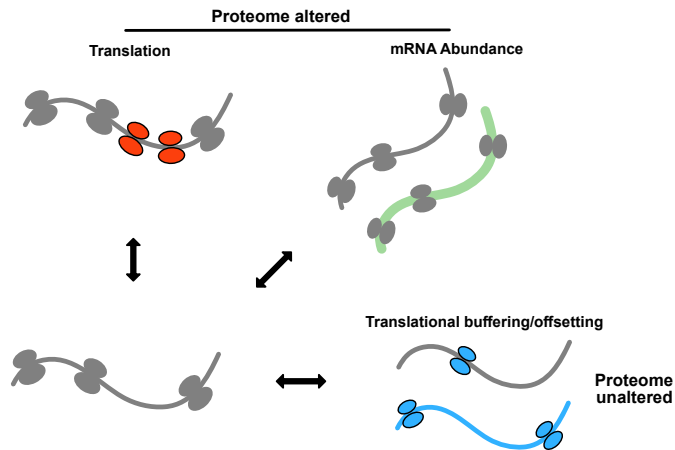 Proteome altered
Translation
mRNA Abundance
Translational buffering/offsetting
Proteome
unaltered